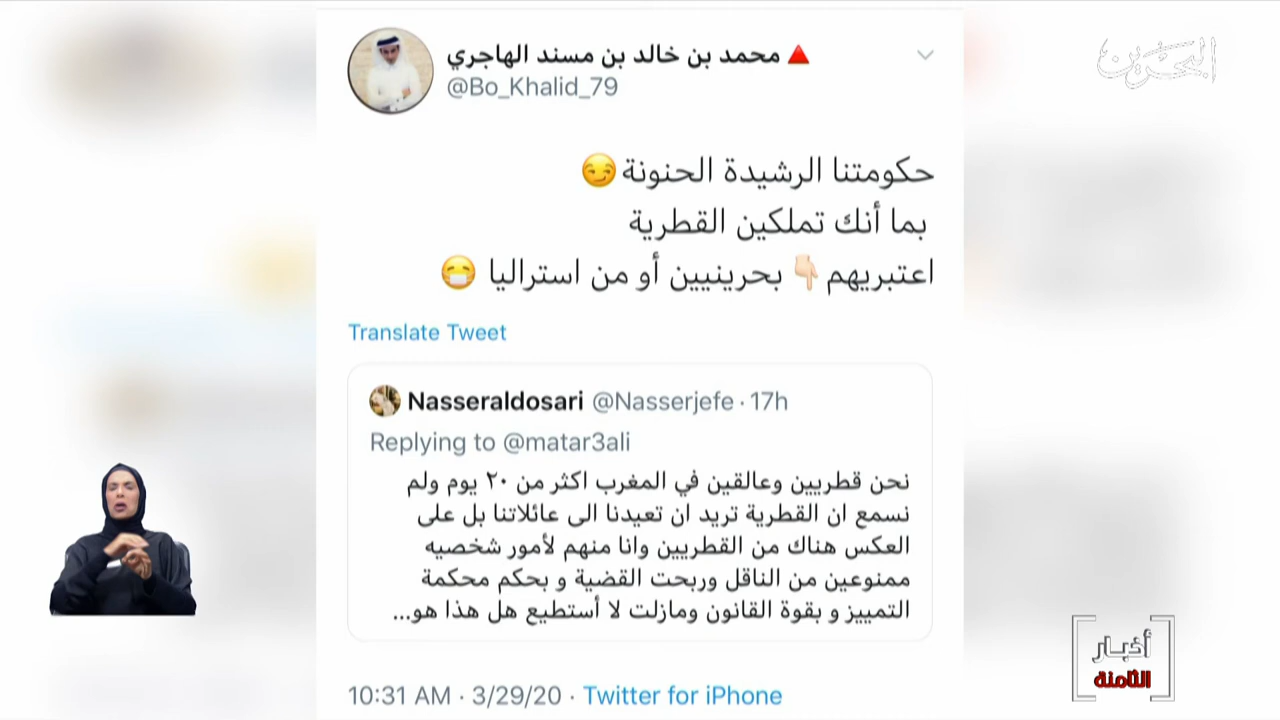 محمد بن خالد بن مسند الهاجري
@Bo_Khalid_79
البحرين
حكومتنا الرشيدة الحنونة😏
بما أنك تملكين القطرية
اعتبريهم👇🏻 بحرينيين أو من استراليا 😷
Translate Tweet
Nasseraldosari @Nasserjefe · 17h
Replying to @matar3ali
نحن قطريين وعالقين في المغرب اكثر من ٢٠ يوم ولم
نسمع ان القطرية تريد ان تعيدنا الى عائلاتنا بل على
العكس هناك من القطريين وانا منهم لأمور شخصيه
ممنوعين من الناقل وربحت القضية و بحكم محكمة
التمييز و بقوة القانون ومازلت لا أستطيع هل هذا هو...
10:31 AM · 3/29/20 · Twitter for iPhone
أخبار
الثامنة